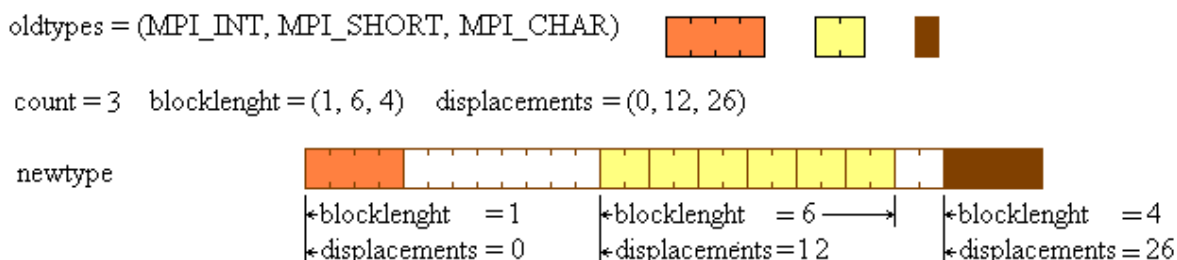 oldtypes = (MPI_INT, MPI_SHORT, MPI_CHAR)
count = 3 blocklenght = (1, 6, 4) displacements = (0, 12, 26)
newtype
blocklenght = 1 blocklenght = 6 blocklenght = 4
displacements = 0 displacements = 12 displacements = 26